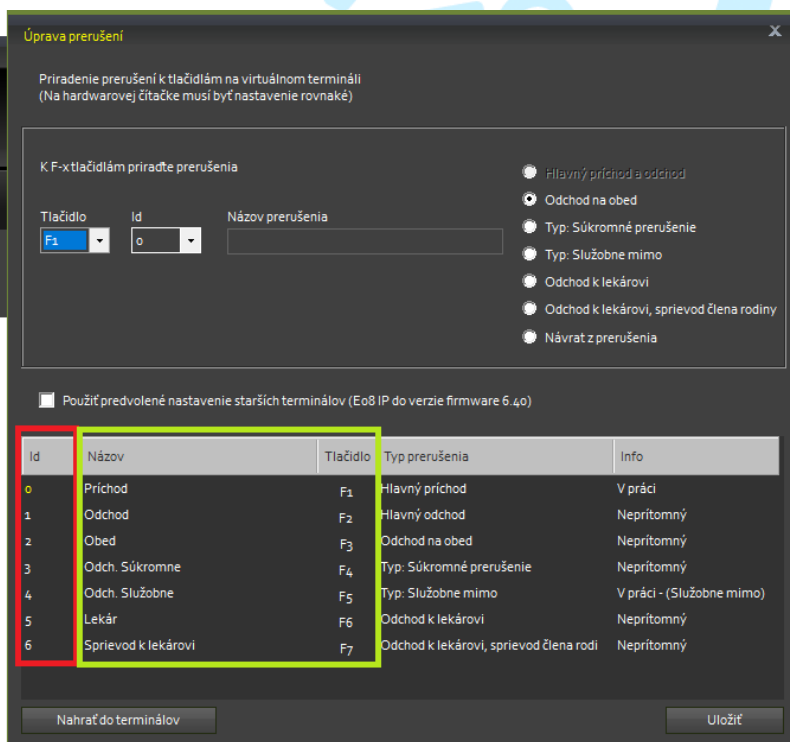 Úprava prerušení
x
Priradenie prerušení k tlačidlám na virtuálnom termináli
(Na hardwarovej čítačke musí byť nastavenie rovnaké)
K F-x tlačidlám priraďte prerušenia
Tlačidlo Id Názov prerušenia
F1 0
Hlavný príchod a odchod
Odchod na obed
Typ: Súkromné prerušenie
Typ: Služobne mimo
Odchod k lekárovi
Odchod k lekárovi, sprievod člena rodiny
Návrat z prerušenia
Použiť predvolené nastavenie starších terminálov (E08 IP do verzie firmware 6.40)
Id Názov Tlačidlo Typ prerušenia Info
0 Príchod F1 Hlavný príchod V práci
1 Odchod F2 Hlavný odchod Neprítomný
2 Obed F3 Odchod na obed Neprítomný
3 Odch. Súkromne F4 Typ: Súkromné prerušenie Neprítomný
4 Odch. Služobne F5 Typ: Služobne mimo V práci - (Služobne mimo)
5 Lekár F6 Odchod k lekárovi Neprítomný
6 Sprievod k lekárovi F7 Odchod k lekárovi, sprievod člena rodi Neprítomný
Nahrať do terminálov Uložiť